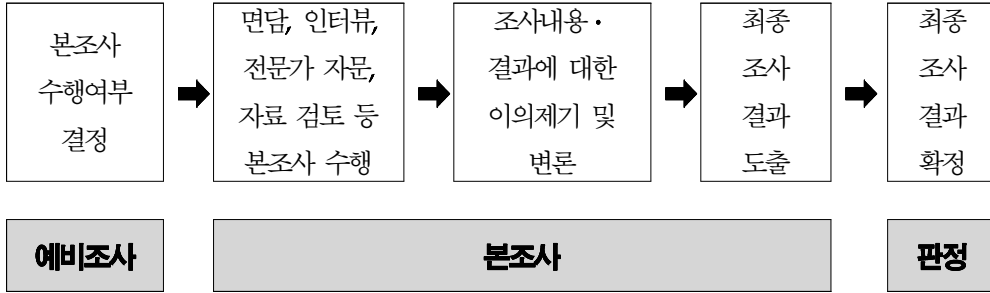 본조사
수행여부
결정
면담, 인터뷰,
전문가 자문,
자료 검토 등
본조사 수행
조사내용·
결과에 대한
이의제기 및
변론
최종
조사
결과
도출
최종
조사
결과
확정
예비조사
본조사
판정